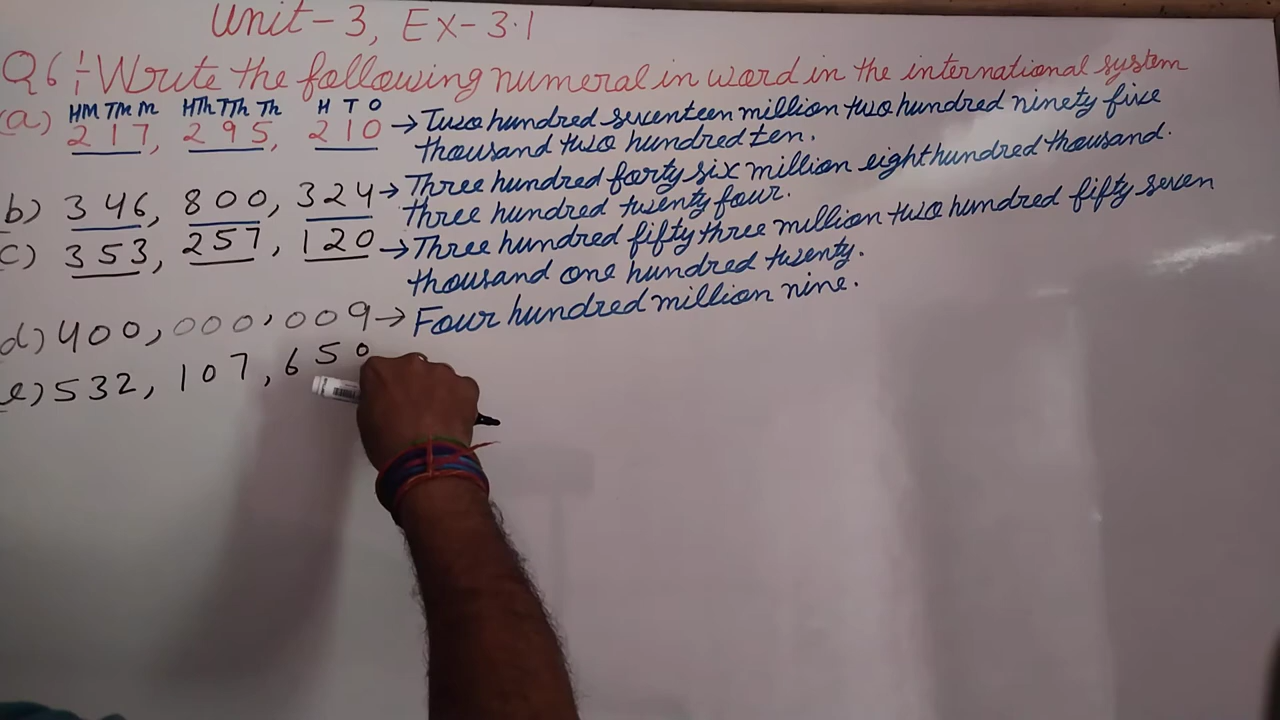 Unit-3, Ex-3.1
Q6:- Write the following numeral in word in the international system
HM TM M HTh TTh Th H T O
(a) 217, 295, 210 → Two hundred seventeen million two hundred ninety five
thousand two hundred ten.
b) 346, 800, 324 → Three hundred forty six million eight hundred thousand.
three hundred twenty four.
c) 353, 257, 120 → Three hundred fifty three million two hundred fifty seven
thousand one hundred twenty.
d) 400, 000, 009 → Four hundred million nine.
e) 532, 107, 650